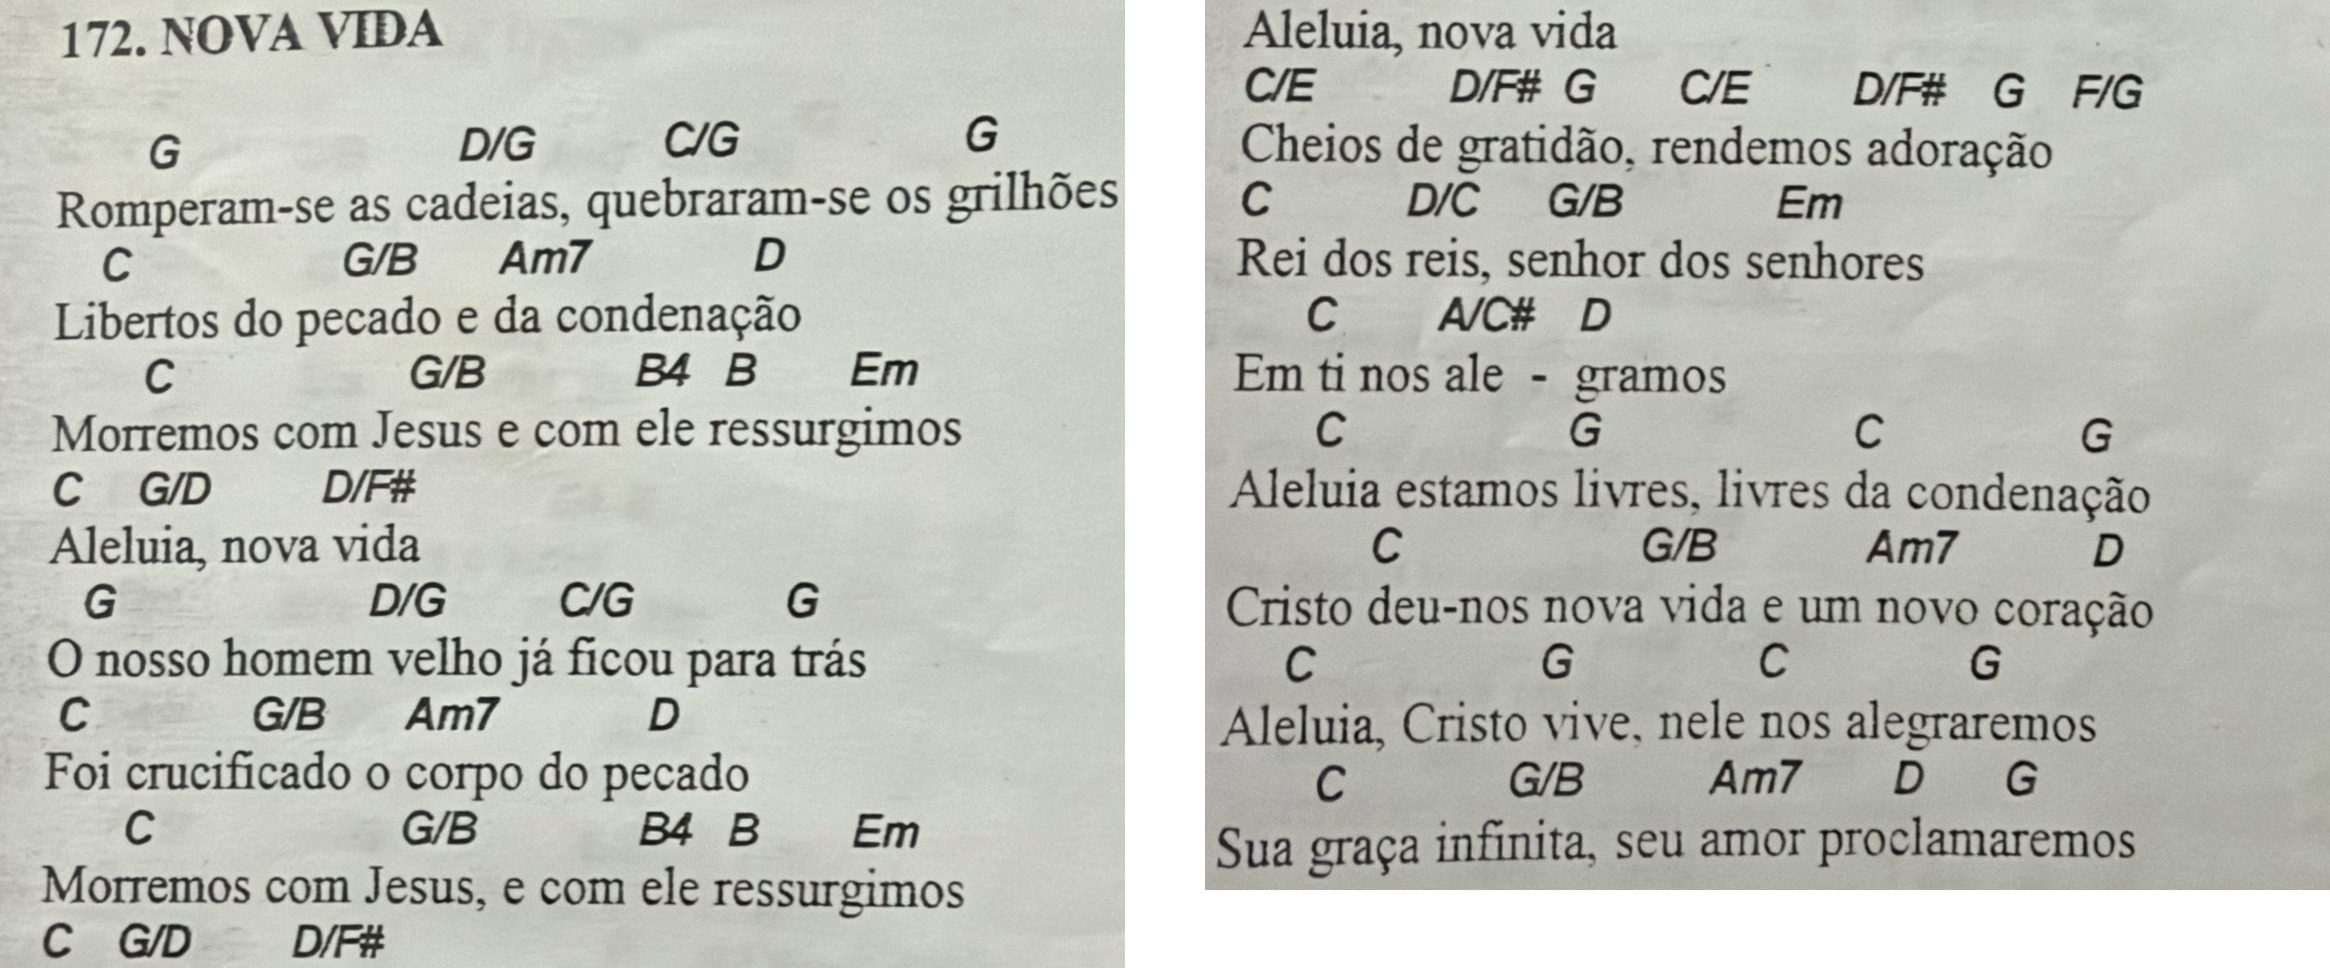 172. NOVA VIDA
G D/G C/G G
Romperam-se as cadeias, quebraram-se os grilhões
C G/B Am7 D
Libertos do pecado e da condenação
C G/B B4 B Em
Morremos com Jesus e com ele ressurgimos
C G/D D/F#
Aleluia, nova vida
G D/G C/G G
O nosso homem velho já ficou para trás
C G/B Am7 D
Foi crucificado o corpo do pecado
C G/B B4 B Em
Morremos com Jesus, e com ele ressurgimos
C G/D D/F#
Aleluia, nova vida
C/E D/F# G C/E D/F# G F/G
Cheios de gratidão, rendemos adoração
C D/C G/B Em
Rei dos reis, senhor dos senhores
C A/C# D
Em ti nos ale - gramos
C G C G
Aleluia estamos livres, livres da condenação
C G/B Am7 D
Cristo deu-nos nova vida e um novo coração
C G C G
Aleluia, Cristo vive, nele nos alegraremos
C G/B Am7 D G
Sua graça infinita, seu amor proclamaremos